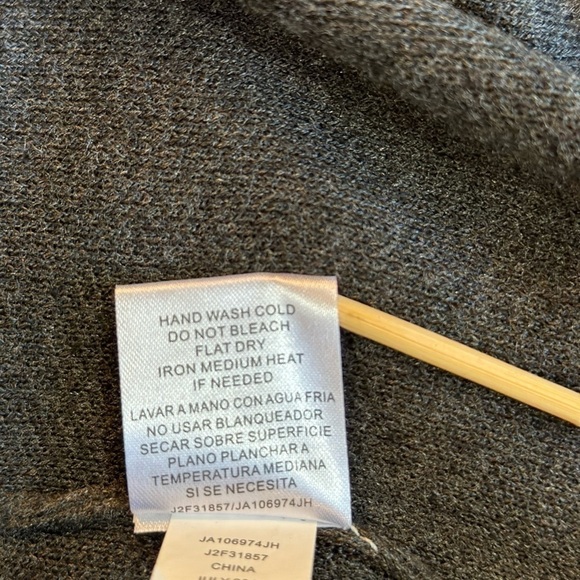 HAND WASH COLD
DO NOT BLEACH
FLAT DRY
IRON MEDIUM HEAT
IF NEEDED
LAVAR A MANO CON AGUA FRIA
NO USAR BLANQUEADOR
SECAR SOBRE SUPERFICIE
PLANO PLANCHAR A
TEMPERATURA MEDIANA
SI SE NECESITA
J2F31857/JA106974JH
JA106974JH
J2F31857
CHINA